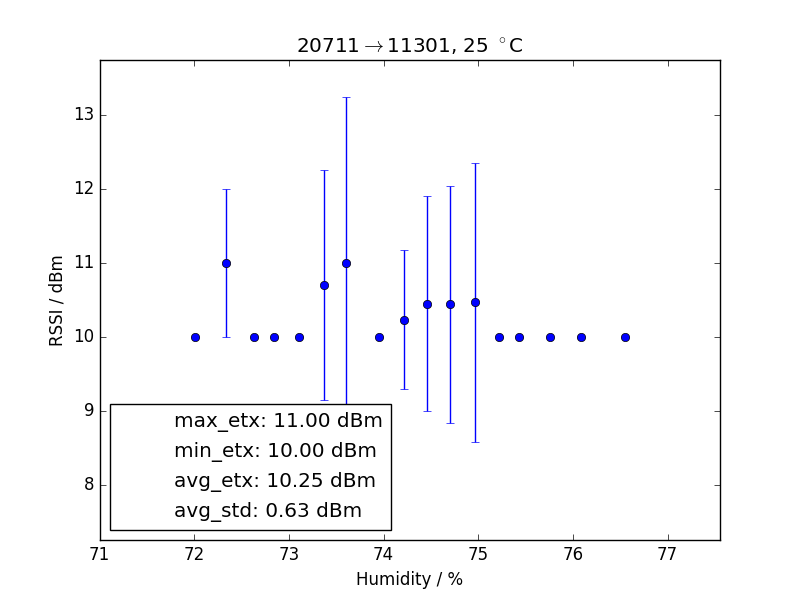 20711→11301, 25 °C
13
12
11
10
9
8
RSSI / dBm
max_etx: 11.00 dBm
min_etx: 10.00 dBm
avg_etx: 10.25 dBm
avg_std: 0.63 dBm
71 72 73 74 75 76 77
Humidity / %